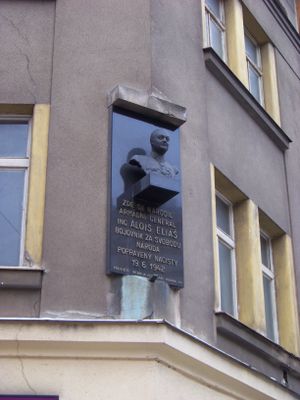 ZDE SE NARODIL
ARMÁDNÍ GENERÁL
ING. ALOIS ELIÁŠ
BOJOVNÍK ZA SVOBODU
NÁRODA
POPRAVENÝ NACISTY
19. 6. 1942